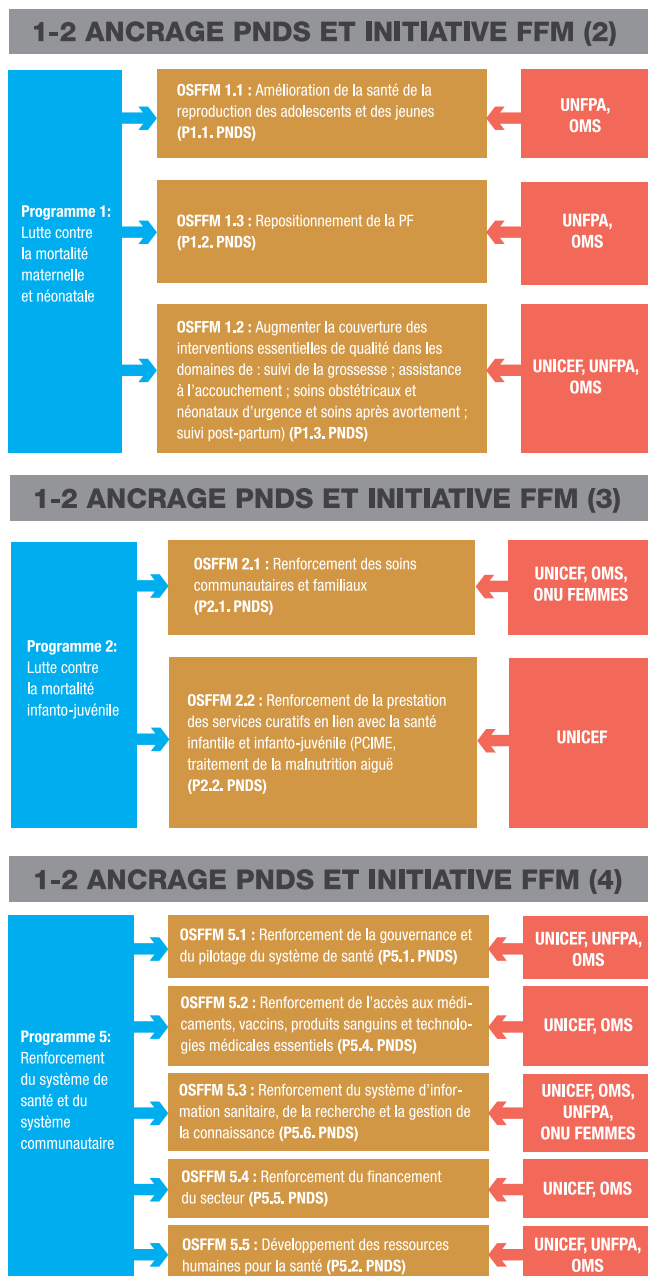 1-2 ANCRAGE PNDS ET INITIATIVE FFM (2)
Programme 1:
Lutte contre
la mortalité
maternelle
et néonatale
OSFFM 1.1 : Amélioration de la santé de la
reproduction des adolescents et des jeunes
(P1.1. PNDS)
UNFPA,
OMS
OSFFM 1.3 : Repositionnement de la PF
(P1.2. PNDS)
UNFPA,
OMS
OSFFM 1.2 : Augmenter la couverture des
interventions essentielles de qualité dans les
domaines de : suivi de la grossesse ; assistance
à l'accouchement ; soins obstétricaux et
néonataux d'urgence et soins après avortement ;
suivi post-partum) (P1.3. PNDS)
UNICEF, UNFPA,
OMS
1-2 ANCRAGE PNDS ET INITIATIVE FFM (3)
Programme 2:
Lutte contre
la mortalité
infanto-juvénile
OSFFM 2.1 : Renforcement des soins
communautaires et familiaux
(P2.1. PNDS)
UNICEF, OMS,
ONU FEMMES
OSFFM 2.2 : Renforcement de la prestation
des services curatifs en lien avec la santé
infantile et infanto-juvénile (PCIME,
traitement de la malnutrition aiguë
(P2.2. PNDS)
UNICEF
1-2 ANCRAGE PNDS ET INITIATIVE FFM (4)
Programme 5:
Renforcement
du système de
santé et du
système
communautaire
OSFFM 5.1 : Renforcement de la gouvernance et
du pilotage du système de santé (P5.1. PNDS)
UNICEF, UNFPA,
OMS
OSFFM 5.2 : Renforcement de l'accès aux médi-
caments, vaccins, produits sanguins et technolo-
gies médicales essentiels (P5.4. PNDS)
UNICEF, OMS
OSFFM 5.3 : Renforcement du système d'infor-
mation sanitaire, de la recherche et la gestion de
la connaissance (P5.6. PNDS)
UNICEF, OMS,
UNFPA,
ONU FEMMES
OSFFM 5.4 : Renforcement du financement
du secteur (P5.5. PNDS)
UNICEF, OMS
OSFFM 5.5 : Développement des ressources
humaines pour la santé (P5.2. PNDS)
UNICEF, UNFPA,
OMS